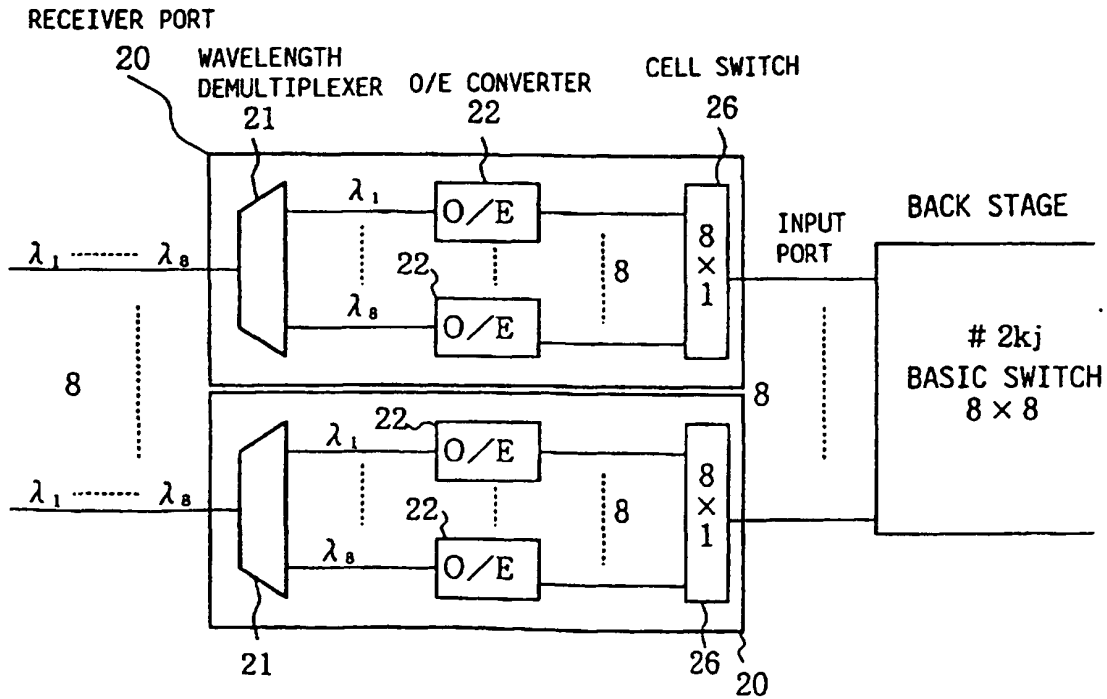 RECEIVER PORT
20
WAVELENGTH
DEMULTIPLEXER
21
O/E CONVERTER
22
CELL SWITCH
26
λ₁
O/E
8
8
×
1
INPUT
PORT
BACK STAGE
λ₁ λ₈
22
λ₈
O/E
# 2kj
BASIC SWITCH
8 × 8
8
8
22
λ₁
O/E
8
8
×
1
λ₁ λ₈
22
λ₈
O/E
21
26
20